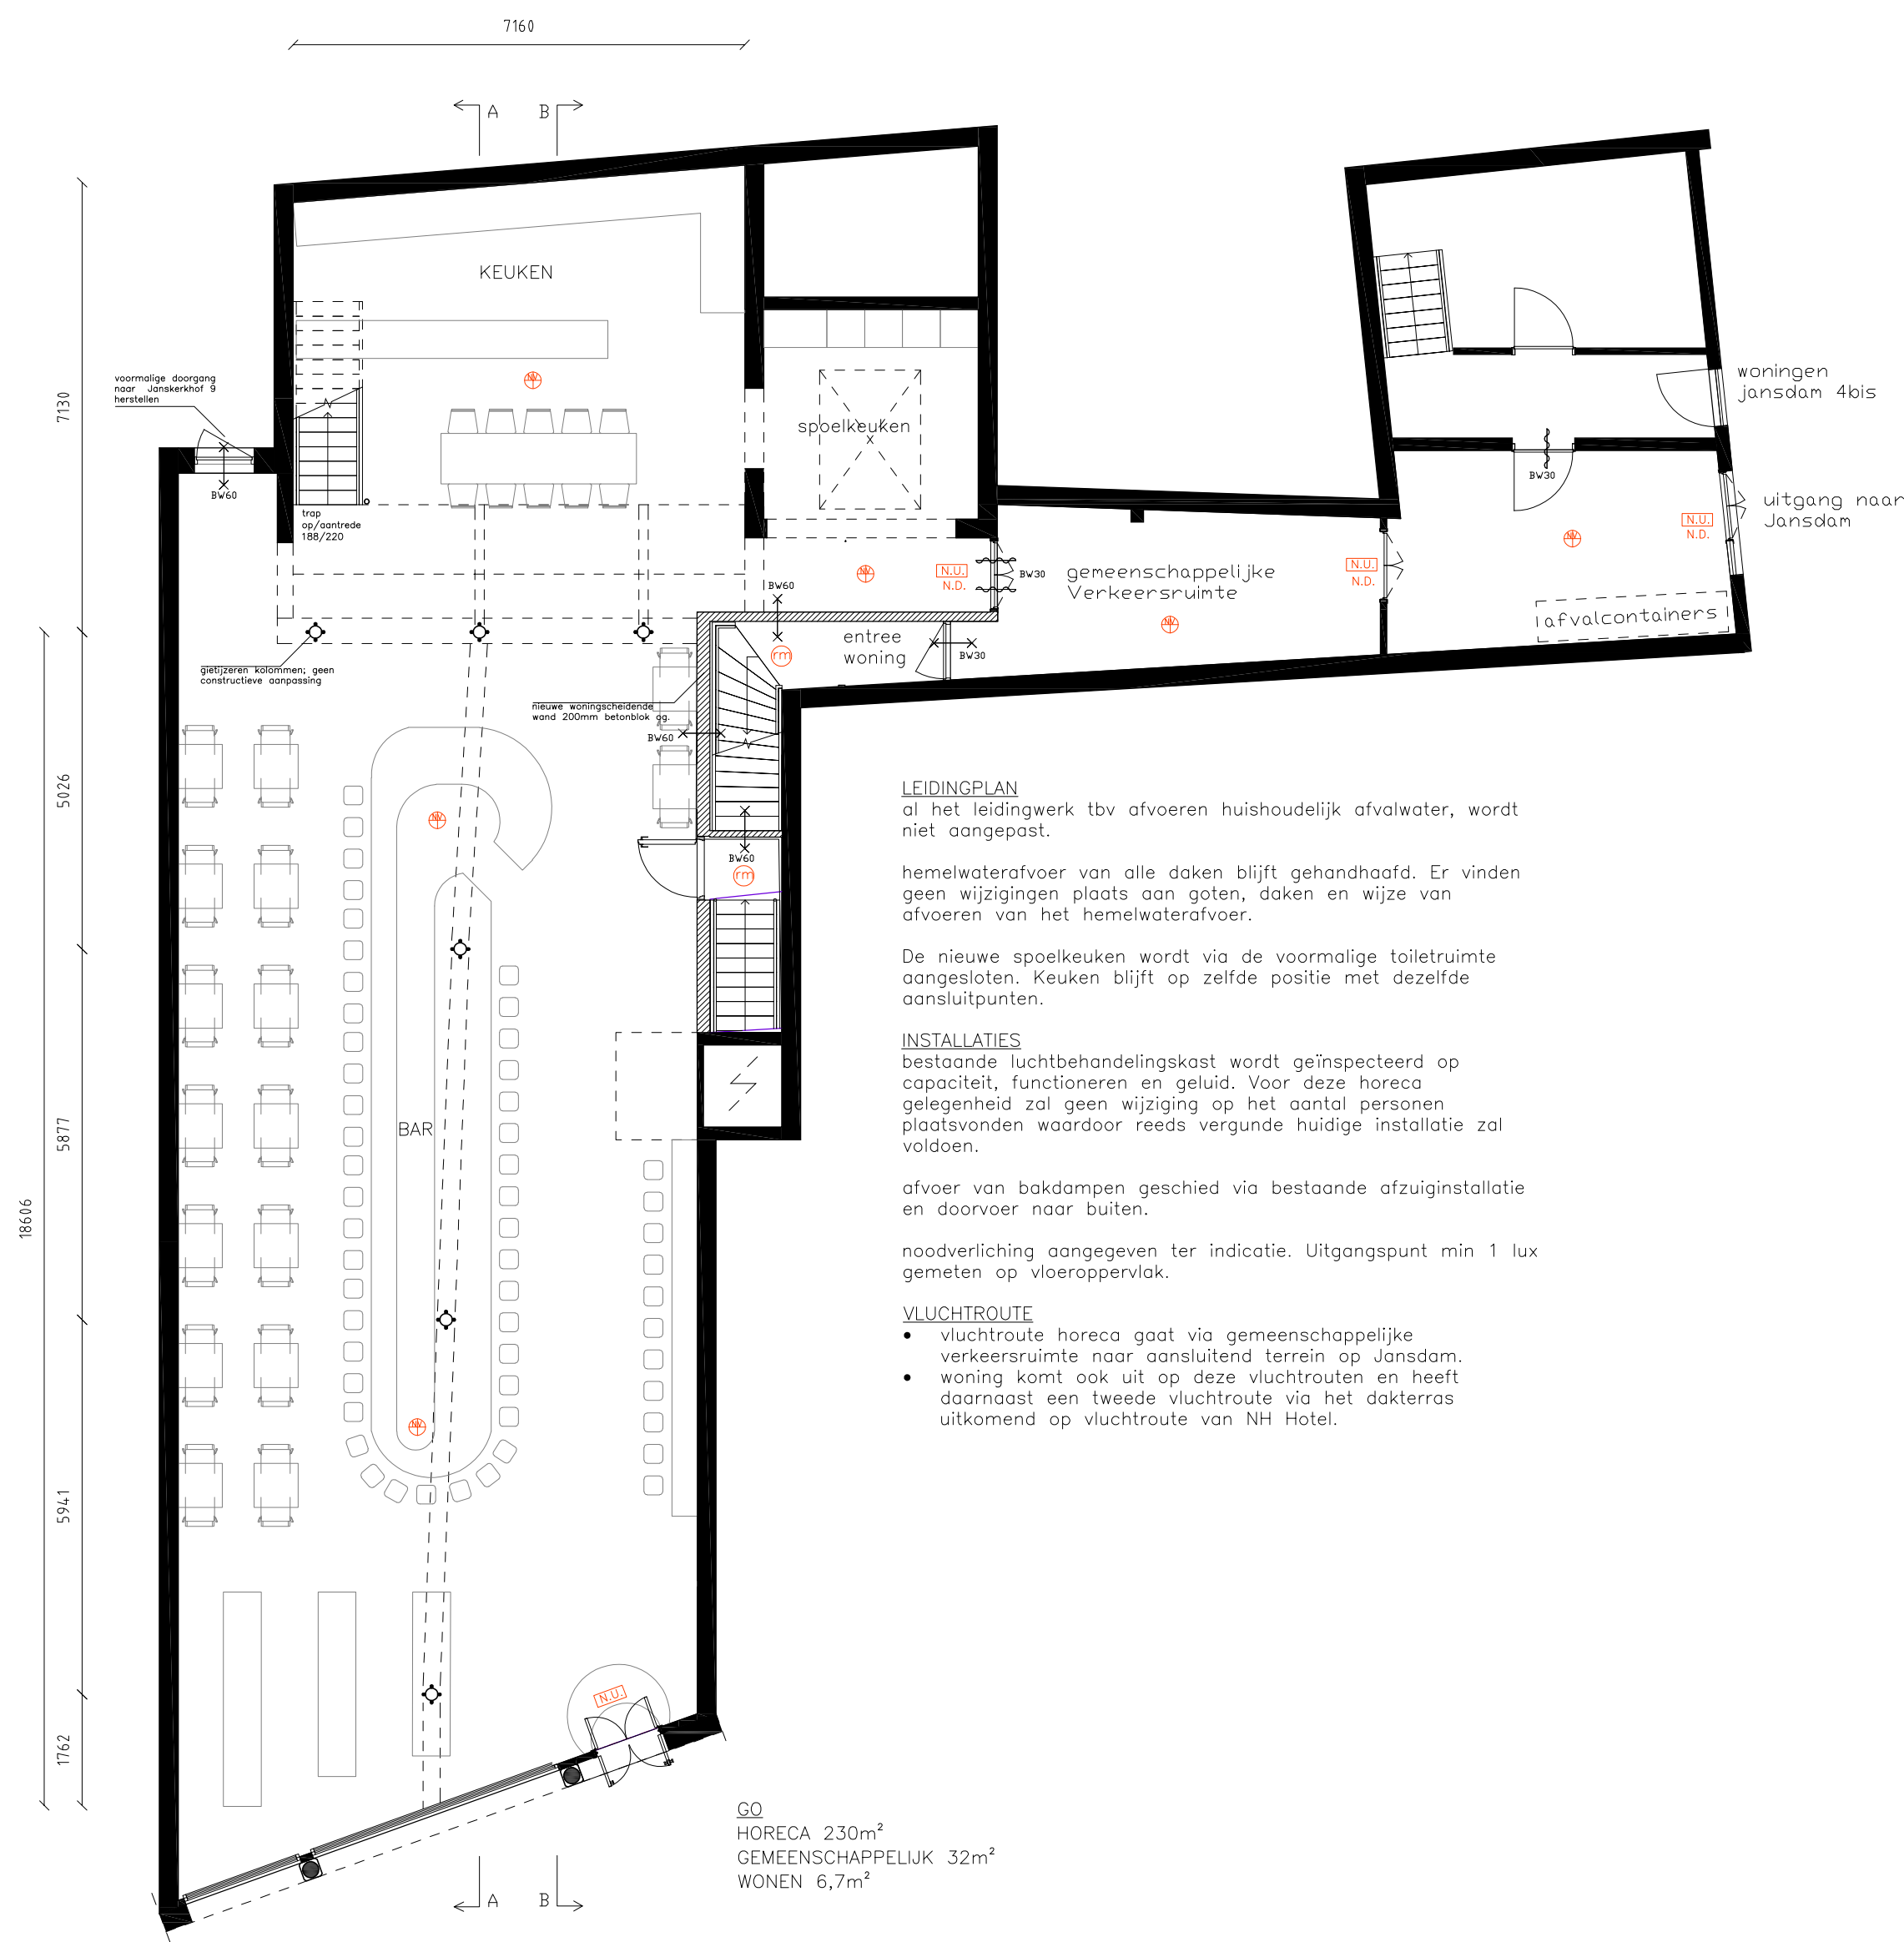 7160
A
B
KEUKEN
voormalige doorgang
naar Janskerkhof 9
herstellen
7130
NV
spoelkeuken
x
woningen
jansdam 4bis
BW60
BW30
uitgang naar
Jansdam
trap
op/aantrede
188/220
N.U.
N.D.
NV
N.U.
N.D.
NV
N.U.
N.D.
BW30
gemeenschappelijke
Verkeersruimte
BW60
NV
afvalcontainers
entree
woning
rm
BW30
gietijzeren kolommen; geen
constructieve aanpassing
nieuwe woningscheidende
wand 200mm betonblok og.
BW60
5026
NV
BW60
rm
LEIDINGPLAN
al het leidingwerk tbv afvoeren huishoudelijk afvalwater, wordt
niet aangepast.
hemelwaterafvoer van alle daken blijft gehandhaafd. Er vinden
geen wijzigingen plaats aan goten, daken en wijze van
afvoeren van het hemelwaterafvoer.
De nieuwe spoelkeuken wordt via de voormalige toiletruimte
aangesloten. Keuken blijft op zelfde positie met dezelfde
aansluitpunten.
INSTALLATIES
bestaande luchtbehandelingskast wordt geïnspecteerd op
capaciteit, functioneren en geluid. Voor deze horeca
gelegenheid zal geen wijziging op het aantal personen
plaatsvonden waardoor reeds vergunde huidige installatie zal
voldoen.
afvoer van bakdampen geschied via bestaande afzuiginstallatie
en doorvoer naar buiten.
noodverliching aangegeven ter indicatie. Uitgangspunt min 1 lux
gemeten op vloeroppervlak.
VLUCHTROUTE
• vluchtroute horeca gaat via gemeenschappelijke
verkeersruimte naar aansluitend terrein op Jansdam.
• woning komt ook uit op deze vluchtrouten en heeft
daarnaast een tweede vluchtroute via het dakterras
uitkomend op vluchtroute van NH Hotel.
5877
BAR
18606
NV
5941
N.U.
1762
GO
HORECA 230m²
GEMEENSCHAPPELIJK 32m²
WONEN 6,7m²
A
B